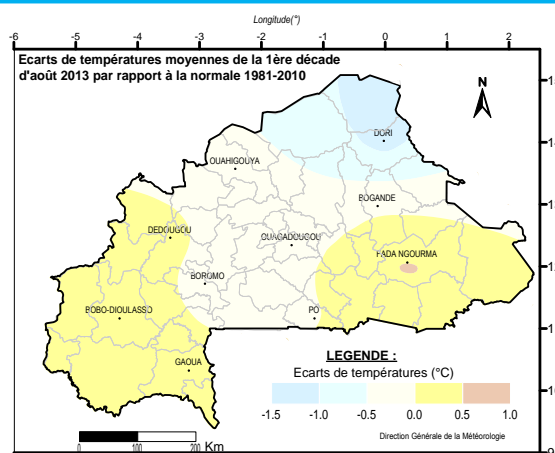 Longitude(°)
-6 -5 -4 -3 -2 -1 0 1 2
Ecarts de températures moyennes de la 1ère décade
d'août 2013 par rapport à la normale 1981-2010
N
DORI
OUAHIGOUYA
BOGANDE
DEDOUGOU
OUAGADOUGOU
FADA NGOURMA
BOROMO
BOBO-DIOULASSO
PO
GAOUA
LEGENDE :
Ecarts de températures (°C)
-1.5 -1.0 -0.5 0.0 0.5 1.0
0 100 200 Km
Direction Générale de la Météorologie